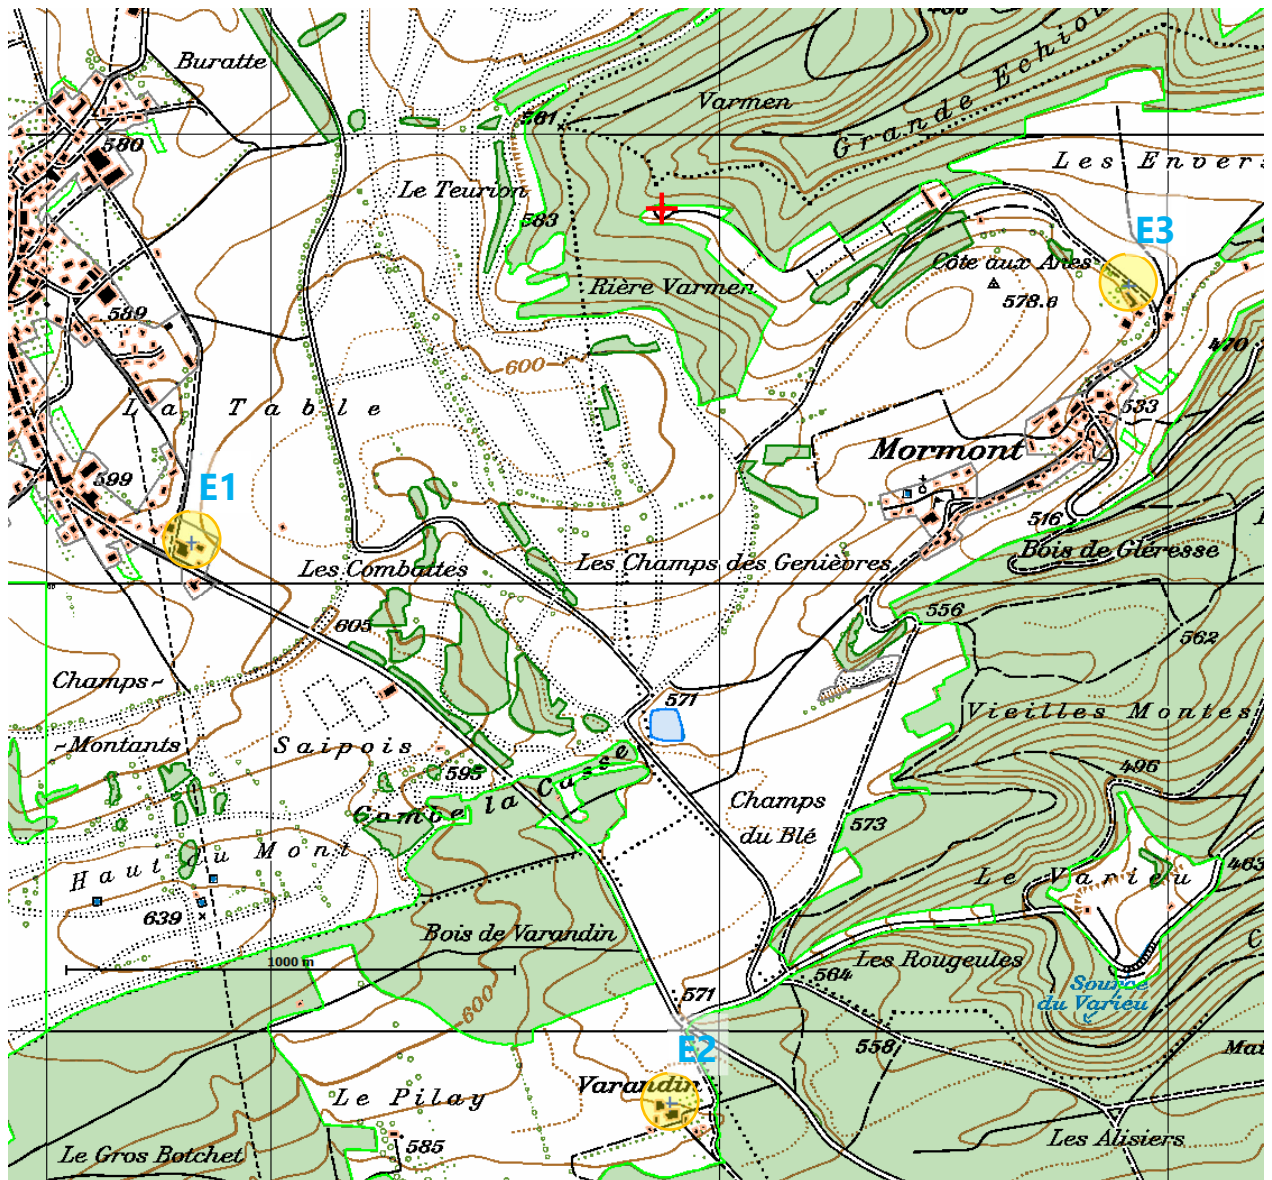 Buratte
Varmen
Grande Echiou
581
580
Les Envers
Le Teurion
583
E3
Côte aux Anes
Rière Varmen
578.6
589
470
600
La Table
533
Mormont
599
E1
516
Bois de Gléresse
Les Combattes
Les Champs des Genièvres
556
605
562
Champs-
571
Vieilles Montes
-Montants
Saipois
595
496
Combe la Casse
Champs
du Blé
573
Haut du Mont
Le Varieu
463
639
Bois de Varandin
1000 m
Les Rougeules
564
Source
du Varieu
571
600
558
E2
Varandin
Le Pilay
585
Les Alisiers
Le Gros Botchet